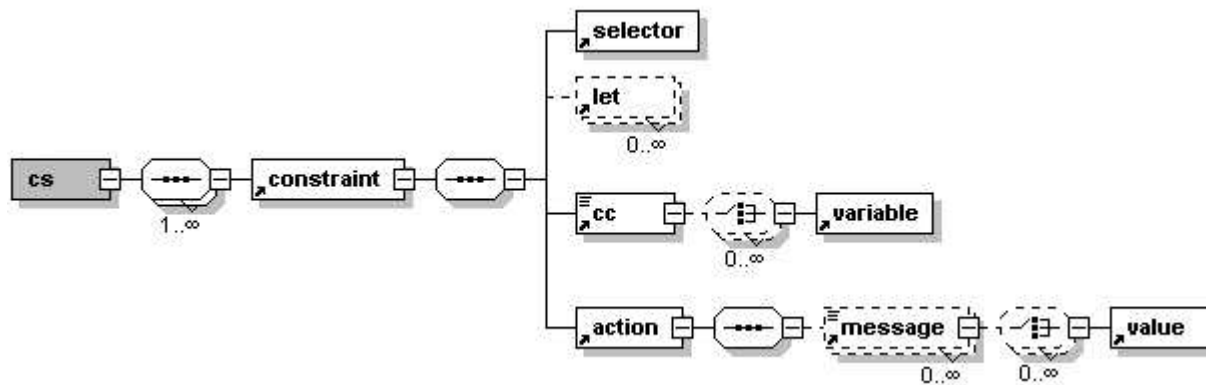 selector
let
0..∞
cs
1..∞
constraint
cc
0..∞
variable
action
message
0..∞
0..∞
value